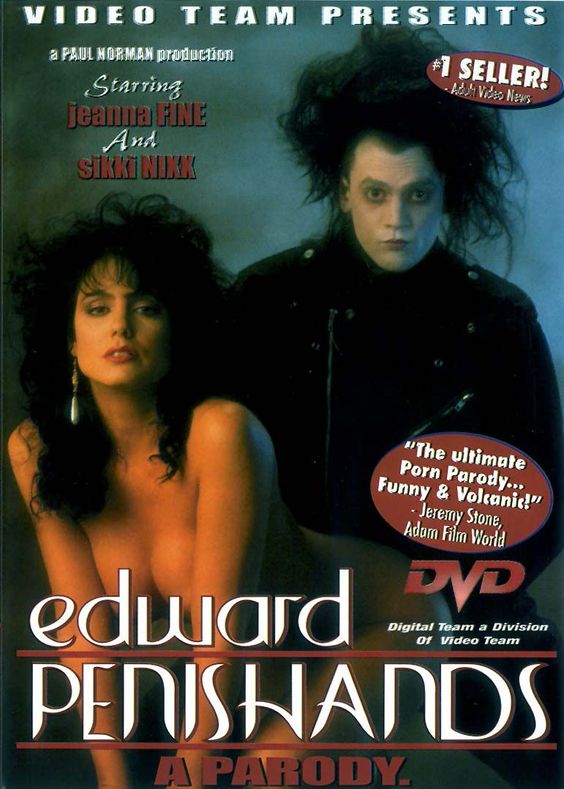 VIDEO TEAM PRESENTS
a PAUL NORMAN production
Starring
jeanna FINE
And
sikki NIXX
#1 SELLER!
- Adult Video News
"The ultimate
Porn Parody...
Funny & Volcanic!"
- Jeremy Stone,
Adam Film World
DVD
Digital Team a Division
Of Video Team
edward
PENISHANDS
A PARODY.